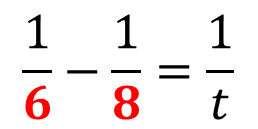 1/6 − 1/8 = 1/t